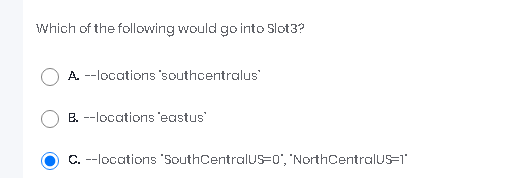 Which of the following would go into Slot3?
A. --locations 'southcentralus'
B. --locations 'eastus'
C. --locations 'SouthCentralUS=0', 'NorthCentralUS=1'